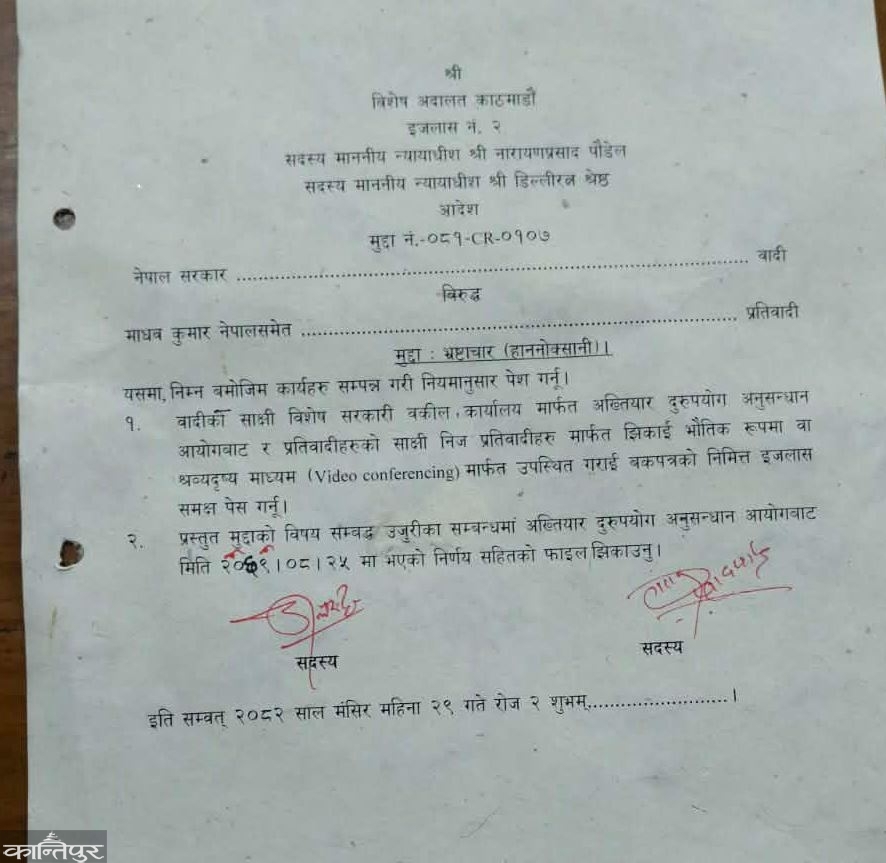 श्री
विशेष अदालत काठमाडौं
इजलास नं. २
सदस्य माननीय न्यायाधीश श्री नारायणप्रसाद पौडेल
सदस्य माननीय न्यायाधीश श्री डिल्लीरत्न श्रेष्ठ
आदेश
मुद्दा नं.-०८१-CR-०१०७
नेपाल सरकार ........................................................................ वादी
विरुद्ध
माधव कुमार नेपालसमेत ............................................................ प्रतिवादी
मुद्दा : भ्रष्टाचार (हाननोक्सानी)।
यसमा, निम्न बमोजिम कार्यहरु सम्पन्न गरी नियमानुसार पेश गर्नू।
१. वादीकाे साक्षी विशेष सरकारी वकील कार्यालय मार्फत अख्तियार दुरुपयोग अनुसन्धान
आयोगबाट र प्रतिवादीहरुको साक्षी निज प्रतिवादीहरु मार्फत झिकाई भौतिक रूपमा वा
श्रव्यदृष्य माध्यम (Video conferencing) मार्फत उपस्थित गराई बकपत्रको निमित्त इजलास
समक्ष पेस गर्नू।
२. प्रस्तुत मुद्दाको विषय सम्बद्ध उजुरीका सम्बन्धमा अख्तियार दुरुपयोग अनुसन्धान आयोगबाट
मिति २०६९।०८।२५ मा भएको निर्णय सहितको फाइल झिकाउनु।
सदस्य सदस्य
इति सम्वत् २०८२ साल मंसिर महिना २९ गते रोज २ शुभम्...........................।
कान्तिपुर